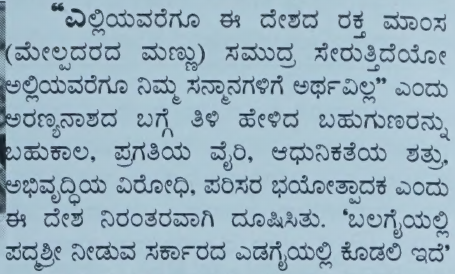 “ಎಲ್ಲಿಯವರೆಗೂ ಈ ದೇಶದ ರಕ್ತ ಮಾಂಸ
(ಮೇಲ್ಪದರದ ಮಣ್ಣು) ಸಮುದ್ರ ಸೇರುತ್ತಿದೆಯೋ
ಅಲ್ಲಿಯವರೆಗೂ ನಿಮ್ಮ ಸನ್ಮಾನಗಳಿಗೆ ಅರ್ಥವಿಲ್ಲ” ಎಂದು
ಅರಣ್ಯನಾಶದ ಬಗ್ಗೆ ತಿಳಿ ಹೇಳಿದ ಬಹುಗುಣರನ್ನು
ಬಹುಕಾಲ, ಪ್ರಗತಿಯ ವೈರಿ, ಆಧುನಿಕತೆಯ ಶತ್ರು,
ಅಭಿವೃದ್ಧಿಯ ವಿರೋಧಿ, ಪರಿಸರ ಭಯೋತ್ಪಾದಕ ಎಂದು
ಈ ದೇಶ ನಿರಂತರವಾಗಿ ದೂಷಿಸಿತು. ‘ಬಲಗೈಯಲ್ಲಿ
ಪದ್ಮಶ್ರೀ ನೀಡುವ ಸರ್ಕಾರದ ಎಡಗೈಯಲ್ಲಿ ಕೊಡಲಿ ಇದೆ’